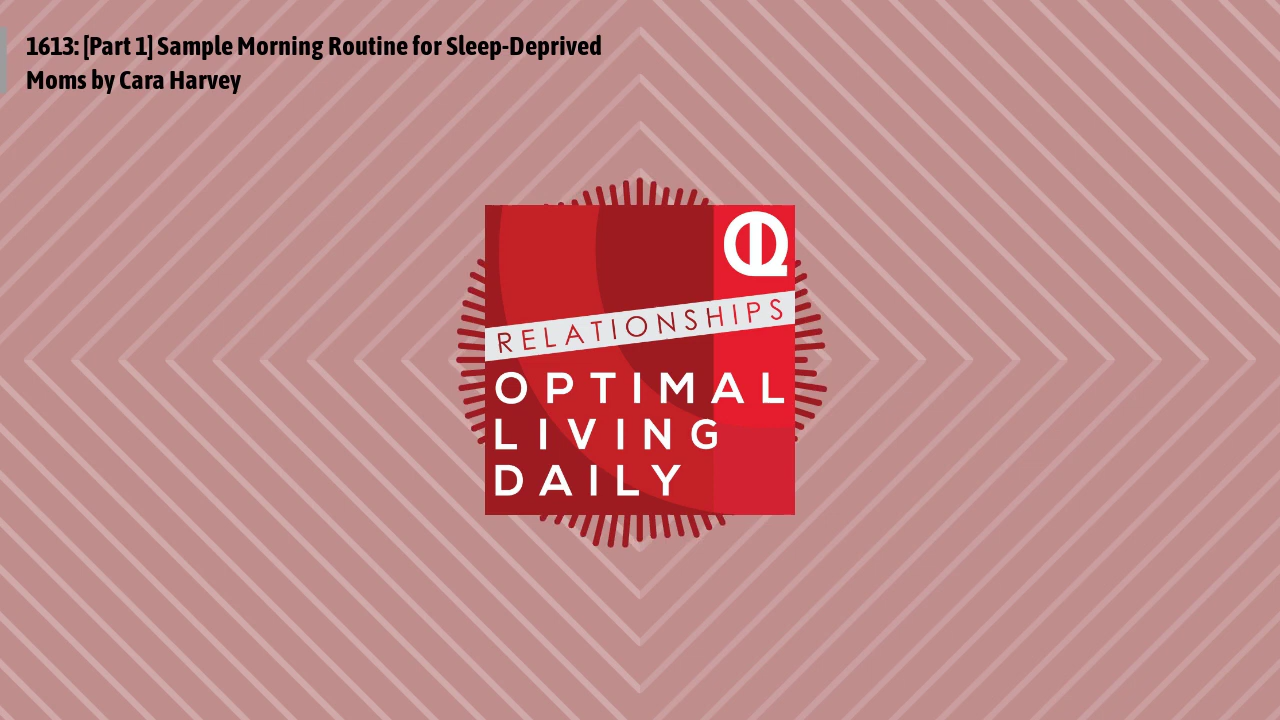 1613: [Part 1] Sample Morning Routine for Sleep-Deprived
Moms by Cara Harvey
RELATIONSHIPS
OPTIMAL
LIVING
DAILY